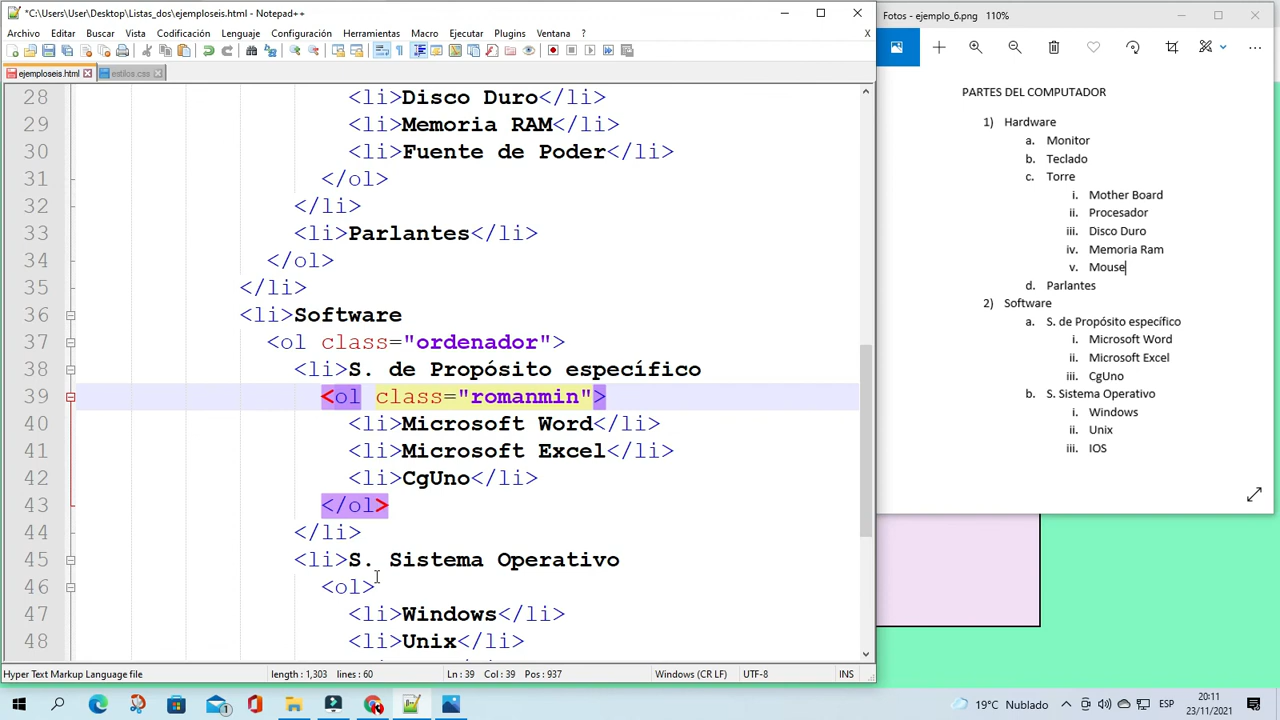 *C:\Users\User\Desktop\Listas_dos\ejemploseis.html - Notepad++
Archivo Editar Buscar Vista Codificación Lenguaje Configuración Herramientas Macro Ejecutar Plugins Ventana ? X
ejemploseis.html estilos.css
28 <li>Disco Duro</li>
29 <li>Memoria RAM</li>
30 <li>Fuente de Poder</li>
31 </ol>
32 </li>
33 <li>Parlantes</li>
34 </ol>
35 </li>
36 <li>Software
37 <ol class="ordenador">
38 <li>S. de Propósito específico
39 <ol class="romanmin">
40 <li>Microsoft Word</li>
41 <li>Microsoft Excel</li>
42 <li>CgUno</li>
43 </ol>
44 </li>
45 <li>S. Sistema Operativo
46 <ol>
47 <li>Windows</li>
48 <li>Unix</li>
Hyper Text Markup Language file length : 1,303 lines : 60 Ln : 39 Col : 39 Pos : 937 Windows (CR LF) UTF-8 INS
Fotos - ejemplo_6.png 110%
PARTES DEL COMPUTADOR
1) Hardware
a. Monitor
b. Teclado
c. Torre
i. Mother Board
ii. Procesador
iii. Disco Duro
iv. Memoria Ram
v. Mouse
d. Parlantes
2) Software
a. S. de Propósito específico
i. Microsoft Word
ii. Microsoft Excel
iii. CgUno
b. S. Sistema Operativo
i. Windows
ii. Unix
iii. IOS
19°C Nublado ESP 20:11
23/11/2021